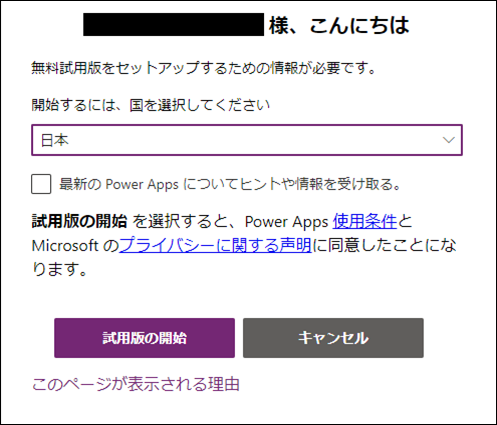 様、こんにちは
無料試用版をセットアップするための情報が必要です。
開始するには、国を選択してください
日本
最新の Power Apps についてヒントや情報を受け取る。
試用版の開始 を選択すると、Power Apps 使用条件と
Microsoft のプライバシーに関する声明に同意したことにな
ります。
試用版の開始
キャンセル
このページが表示される理由